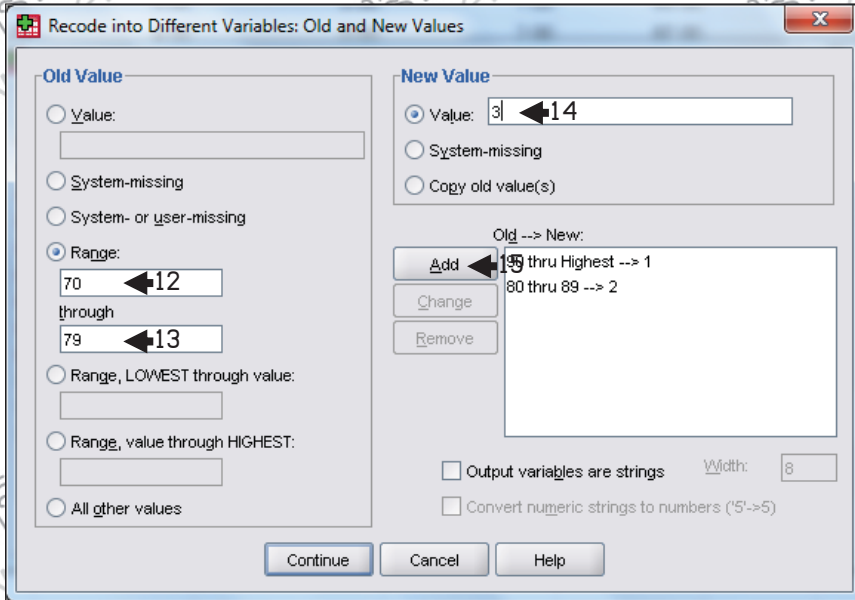 Recode into Different Variables: Old and New Values
Old Value
Value:
System-missing
System- or user-missing
Range:
70 12
through
79 13
Range, LOWEST through value:
Range, value through HIGHEST:
All other values
New Value
Value: 3 14
System-missing
Copy old value(s)
Old --> New:
Add 15
Change
Remove
90 thru Highest --> 1
80 thru 89 --> 2
Output variables are strings Width: 8
Convert numeric strings to numbers ('5'->5)
Continue Cancel Help